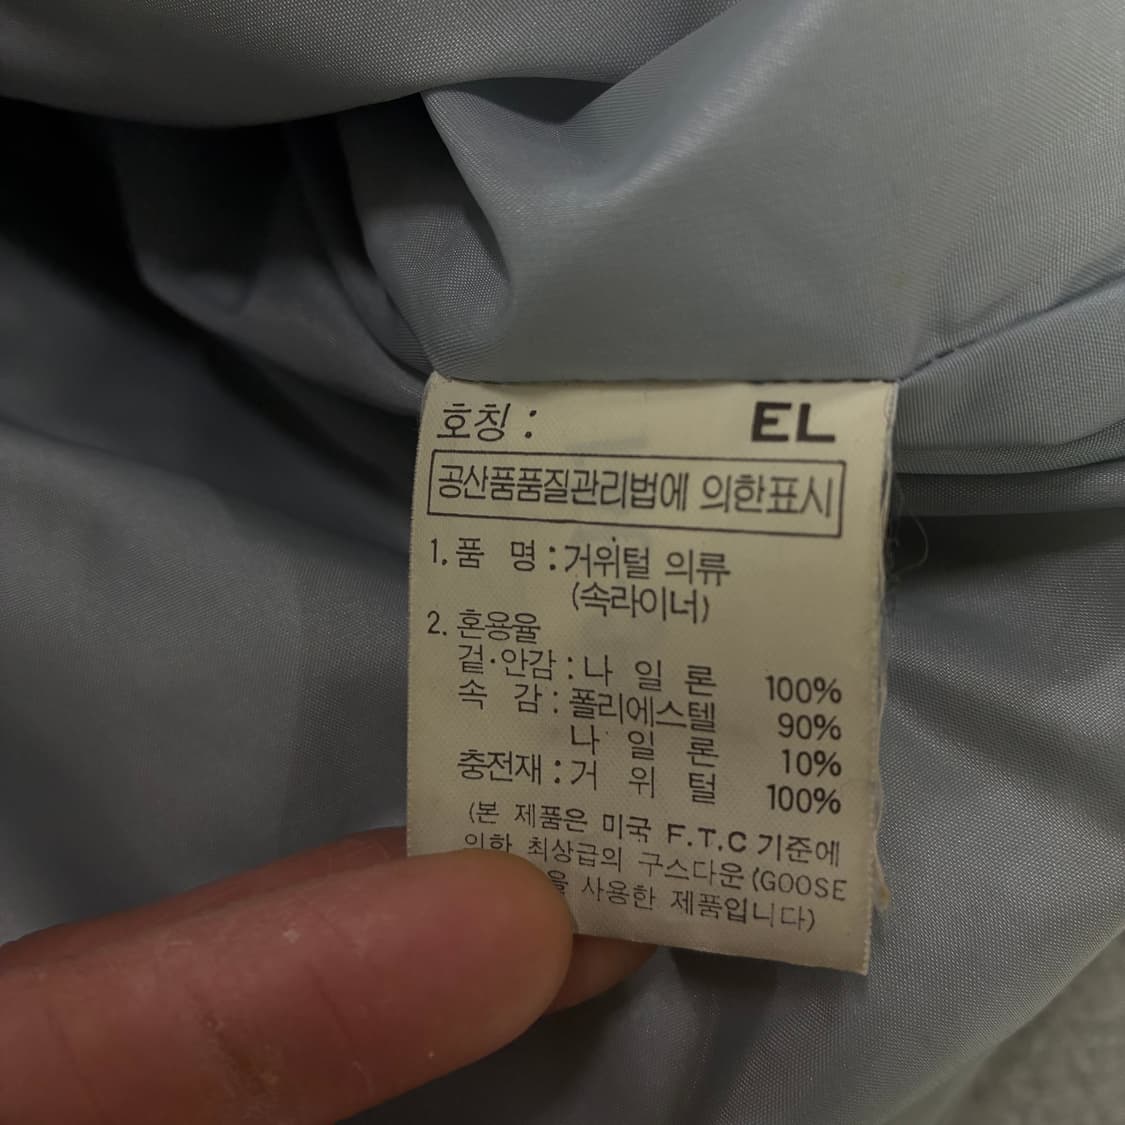 호칭 : EL
공산품품질관리법에 의한표시
1. 품 명 : 거위털 의류
(속라이너)
2. 혼용율
겉·안감 : 나 일 론 100%
속 감 : 폴리에스텔 90%
나 일 론 10%
충전재 : 거 위 털 100%
(본 제품은 미국 F.T.C 기준에
의한 최상급의 구스다운 (GOOSE
을 사용한 제품입니다)